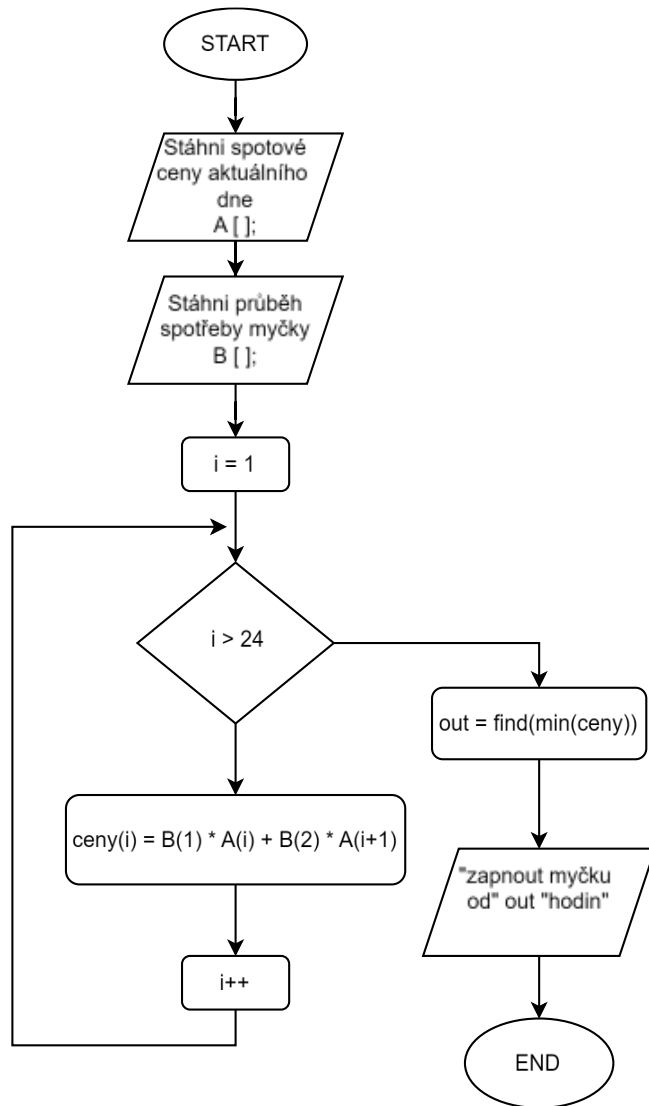 START
Stáhni spotové
ceny aktuálního
dne
A [ ];
Stáhni průběh
spotřeby myčky
B [ ];
i = 1
i > 24
out = find(min(ceny))
ceny(i) = B(1) * A(i) + B(2) * A(i+1)
"zapnout myčku
od" out "hodin"
i++
END